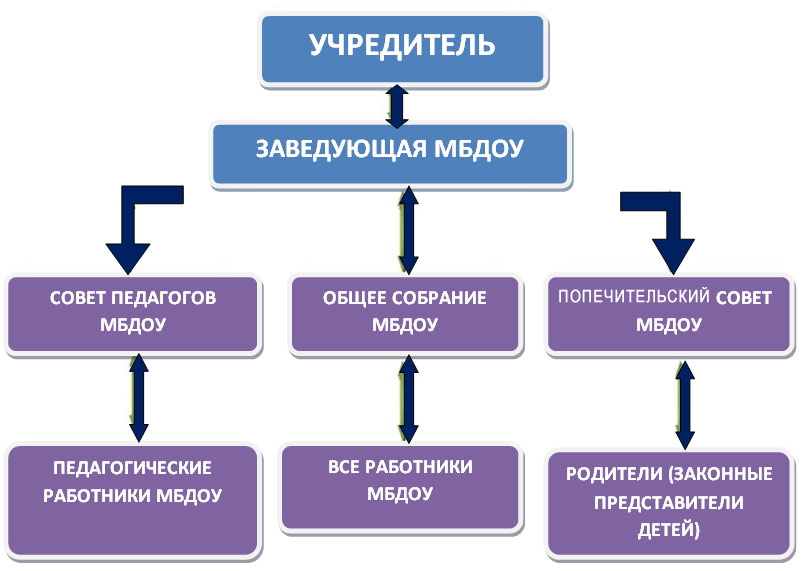 УЧРЕДИТЕЛЬ
ЗАВЕДУЮЩАЯ МБДОУ
СОВЕТ ПЕДАГОГОВ
МБДОУ
ОБЩЕЕ СОБРАНИЕ
МБДОУ
ПОПЕЧИТЕЛЬСКИЙ СОВЕТ
МБДОУ
ПЕДАГОГИЧЕСКИЕ
РАБОТНИКИ МБДОУ
ВСЕ РАБОТНИКИ
МБДОУ
РОДИТЕЛИ (ЗАКОННЫЕ
ПРЕДСТАВИТЕЛИ
ДЕТЕЙ)